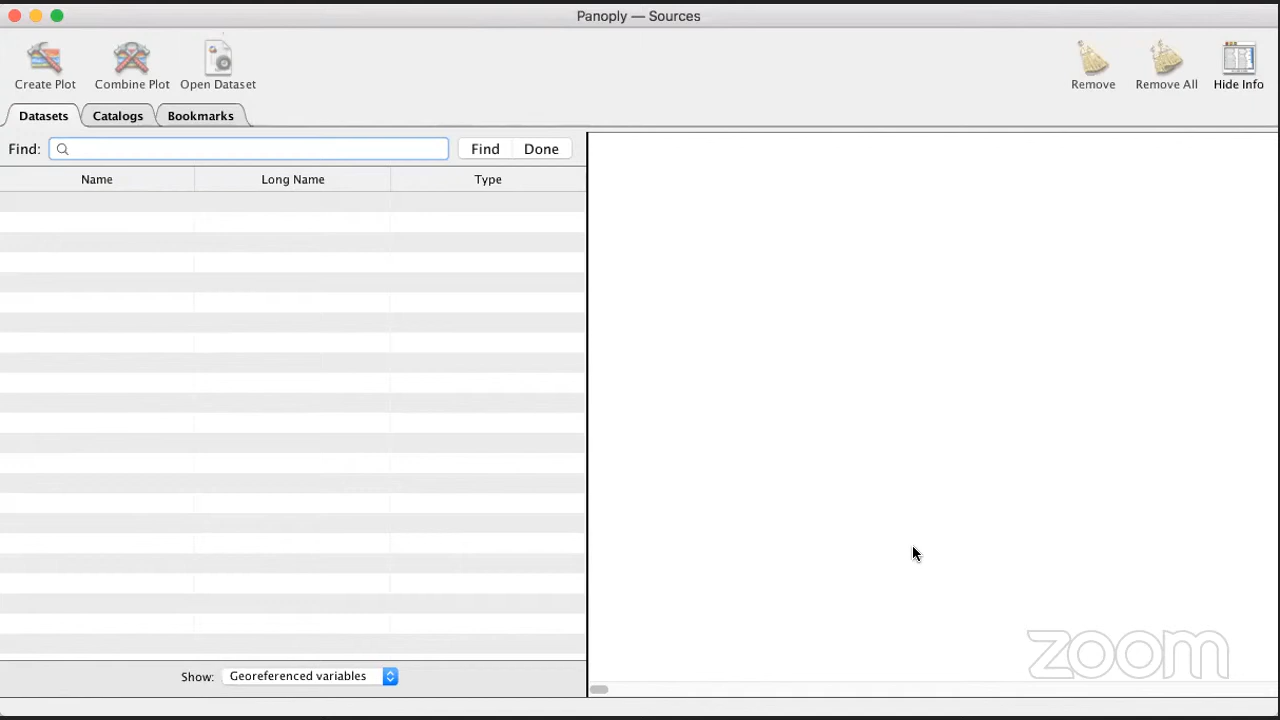 Panoply — Sources
Create Plot
Combine Plot
Open Dataset
Remove
Remove All
Hide Info
Datasets
Catalogs
Bookmarks
Find:
Find
Done
Name
Long Name
Type
Show:
Georeferenced variables
zoom